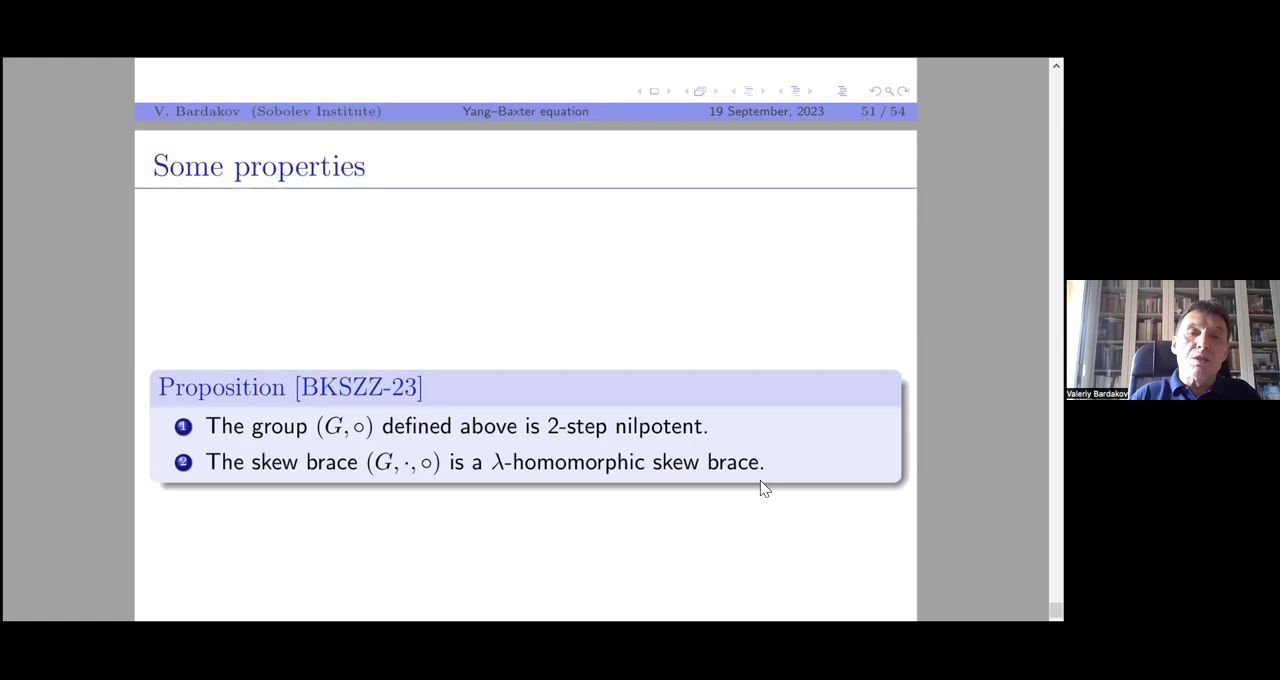 V. Bardakov (Sobolev Institute) Yang–Baxter equation 19 September, 2023 51 / 54
Some properties
Proposition [BKSZZ-23]
1 The group (G, ∘) defined above is 2-step nilpotent.
2 The skew brace (G, ·, ∘) is a λ-homomorphic skew brace.
Valeriy Bardakov